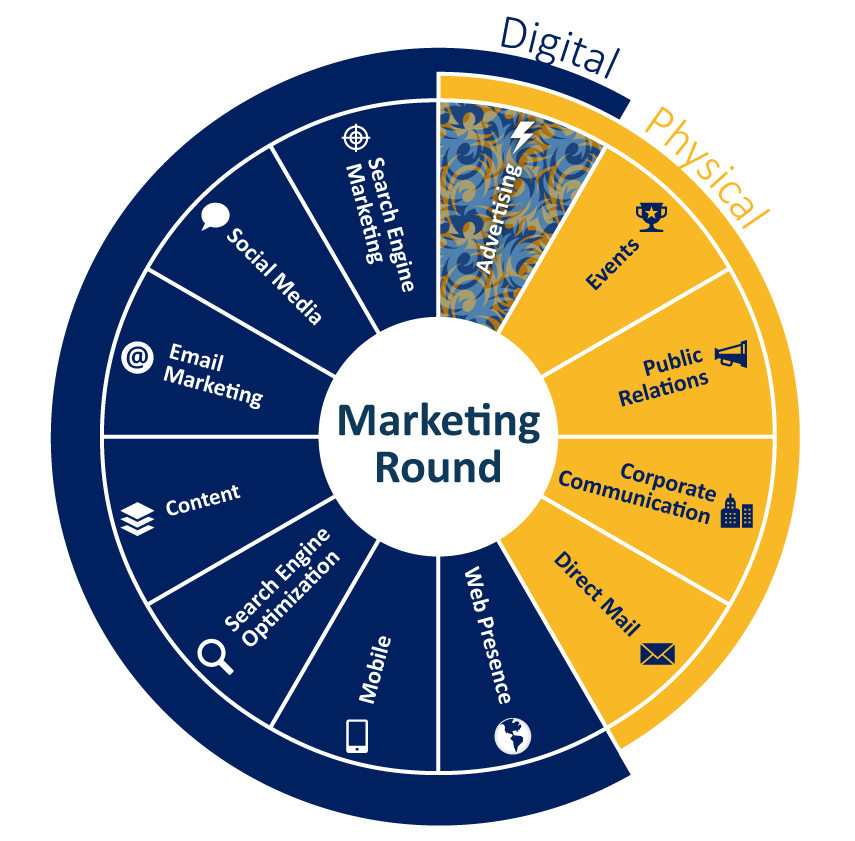 Digital
Physical
Advertising
Events
Public
Relations
Corporate
Communication
Direct Mail
Web Presence
Mobile
Search Engine
Optimization
Content
@
Email
Marketing
Social Media
Search Engine
Marketing
Marketing
Round